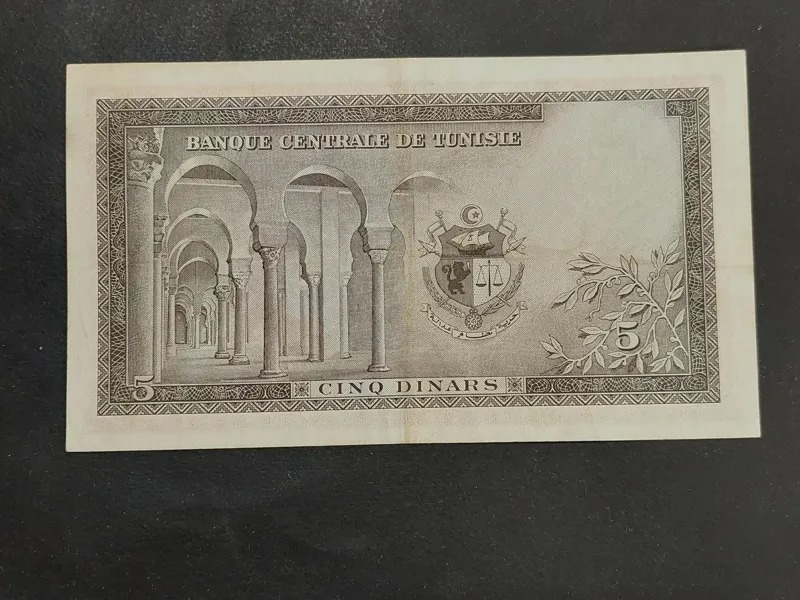 BANQUE CENTRALE DE TUNISIE
5
5
CINQ DINARS